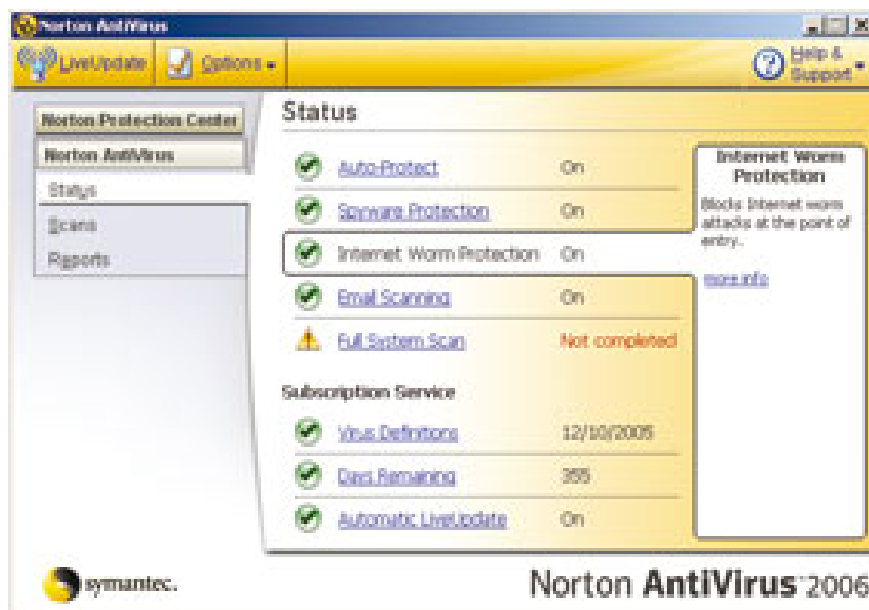 Norton AntiVirus
LiveUpdate Options Help & Support
Norton Protection Center
Norton AntiVirus
Status
Scans
Reports
Status
Auto-Protect On
Spyware Protection On
Internet Worm Protection On
Email Scanning On
Full System Scan Not completed
Subscription Service
Virus Definitions 12/10/2005
Days Remaining 355
Automatic LiveUpdate On
Internet Worm
Protection
Blocks Internet worm
attacks at the point of
entry.
more info
symantec.
Norton AntiVirus 2006